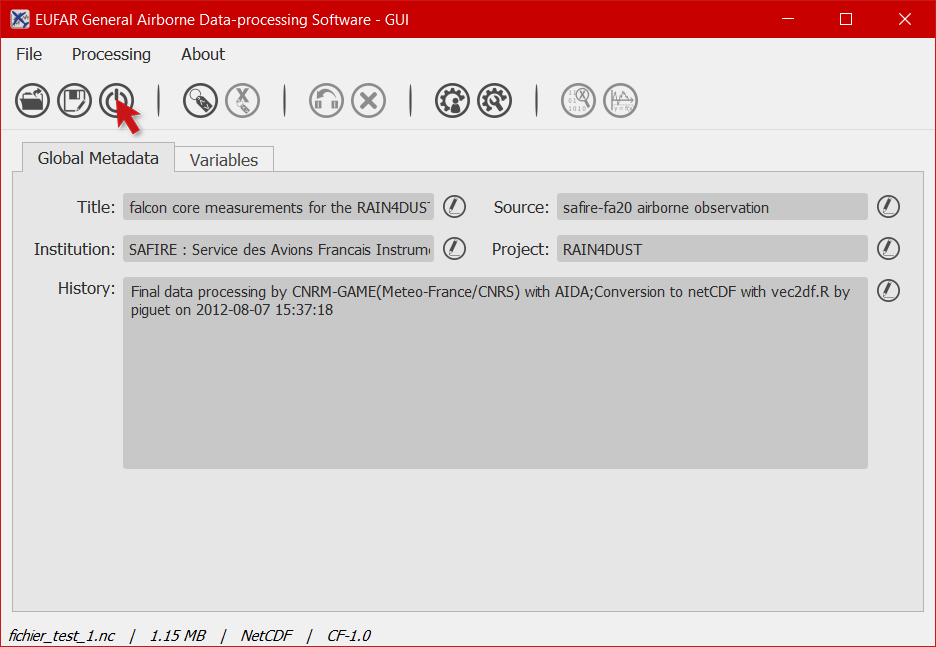 EUFAR General Airborne Data-processing Software - GUI
File Processing About
Global Metadata Variables
Title: falcon core measurements for the RAIN4DUST Source: safire-fa20 airborne observation
Institution: SAFIRE : Service des Avions Francais Instrume Project: RAIN4DUST
History: Final data processing by CNRM-GAME(Meteo-France/CNRS) with AIDA;Conversion to netCDF with vec2df.R by
piguet on 2012-08-07 15:37:18
fichier_test_1.nc | 1.15 MB | NetCDF | CF-1.0